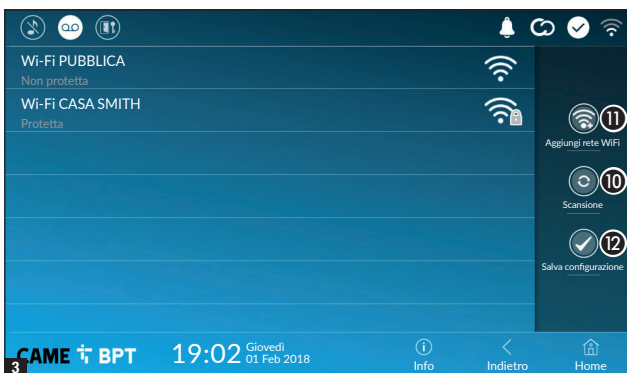 Wi-Fi PUBBLICA
Non protetta
Wi-Fi CASA SMITH
Protetta
11
Aggiungi rete WiFi
10
Scansione
12
Salva configurazione
3
CAME BPT
19:02
Giovedì
01 Feb 2018
Info
Indietro
Home